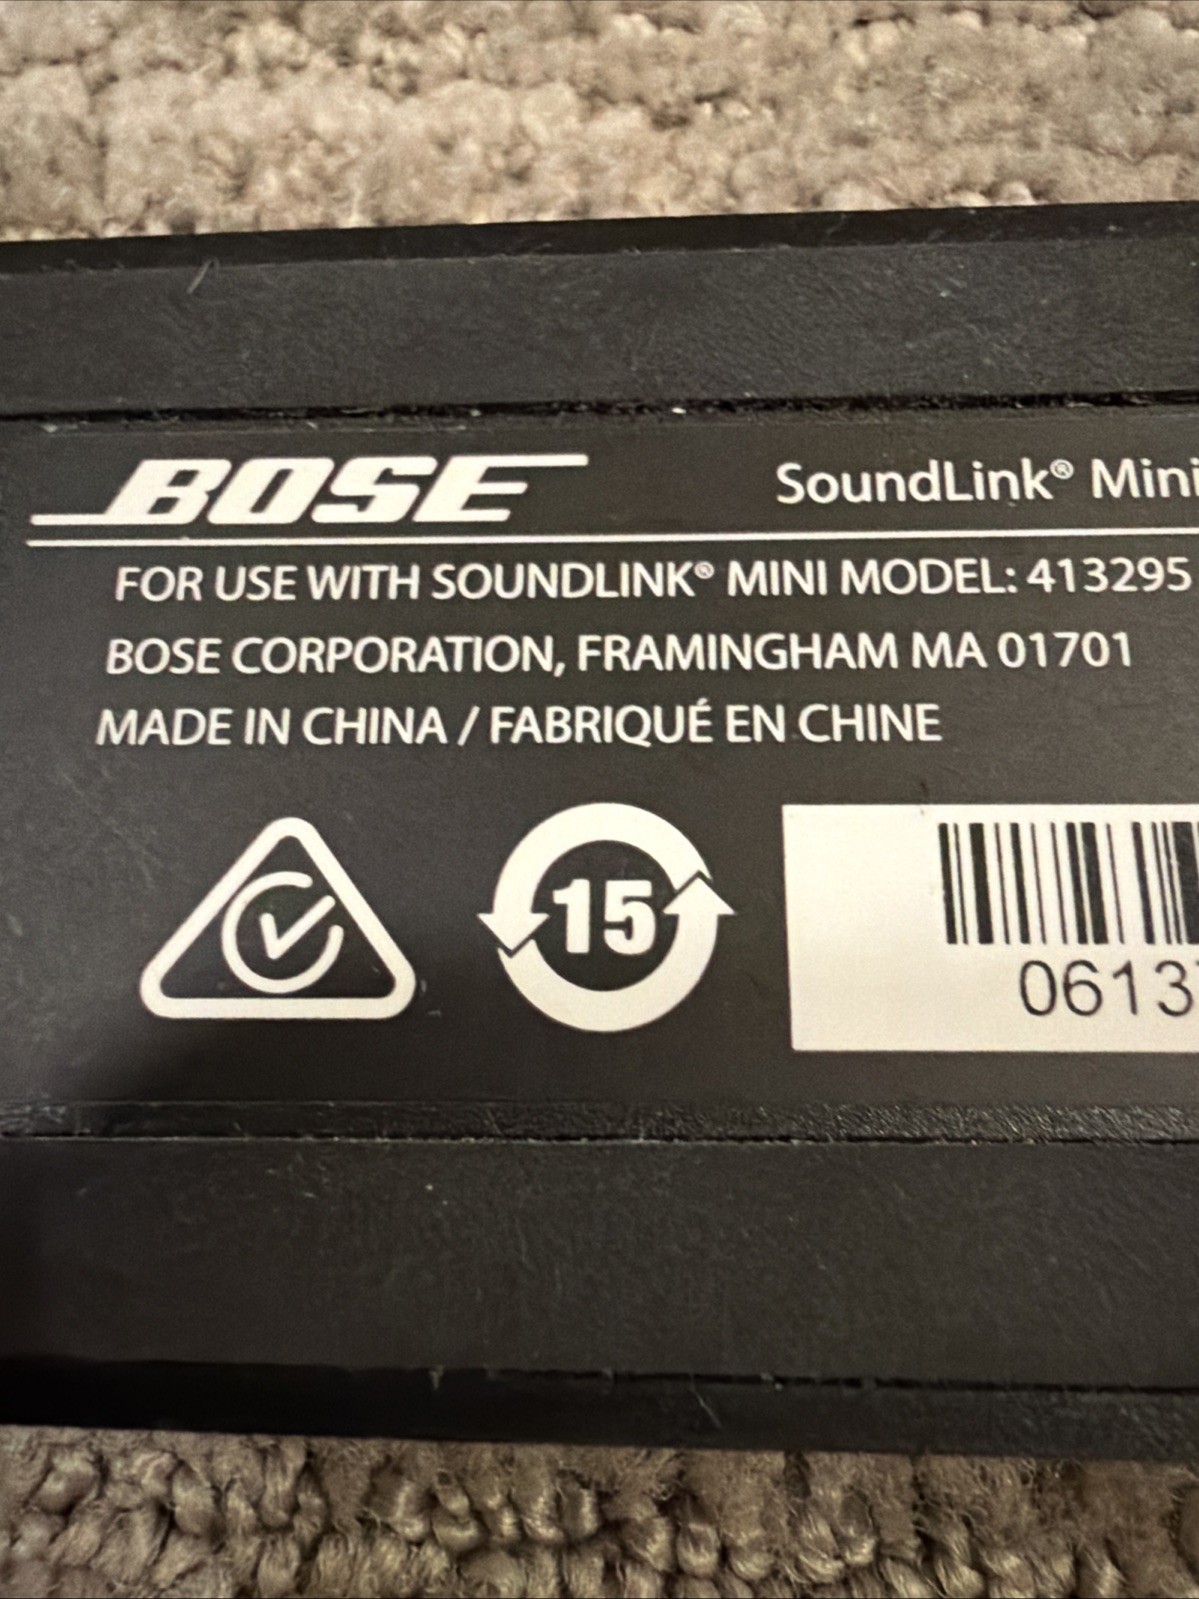 BOSE
SoundLink® Mini
FOR USE WITH SOUNDLINK® MINI MODEL: 413295
BOSE CORPORATION, FRAMINGHAM MA 01701
MADE IN CHINA / FABRIQUÉ EN CHINE
15
0613